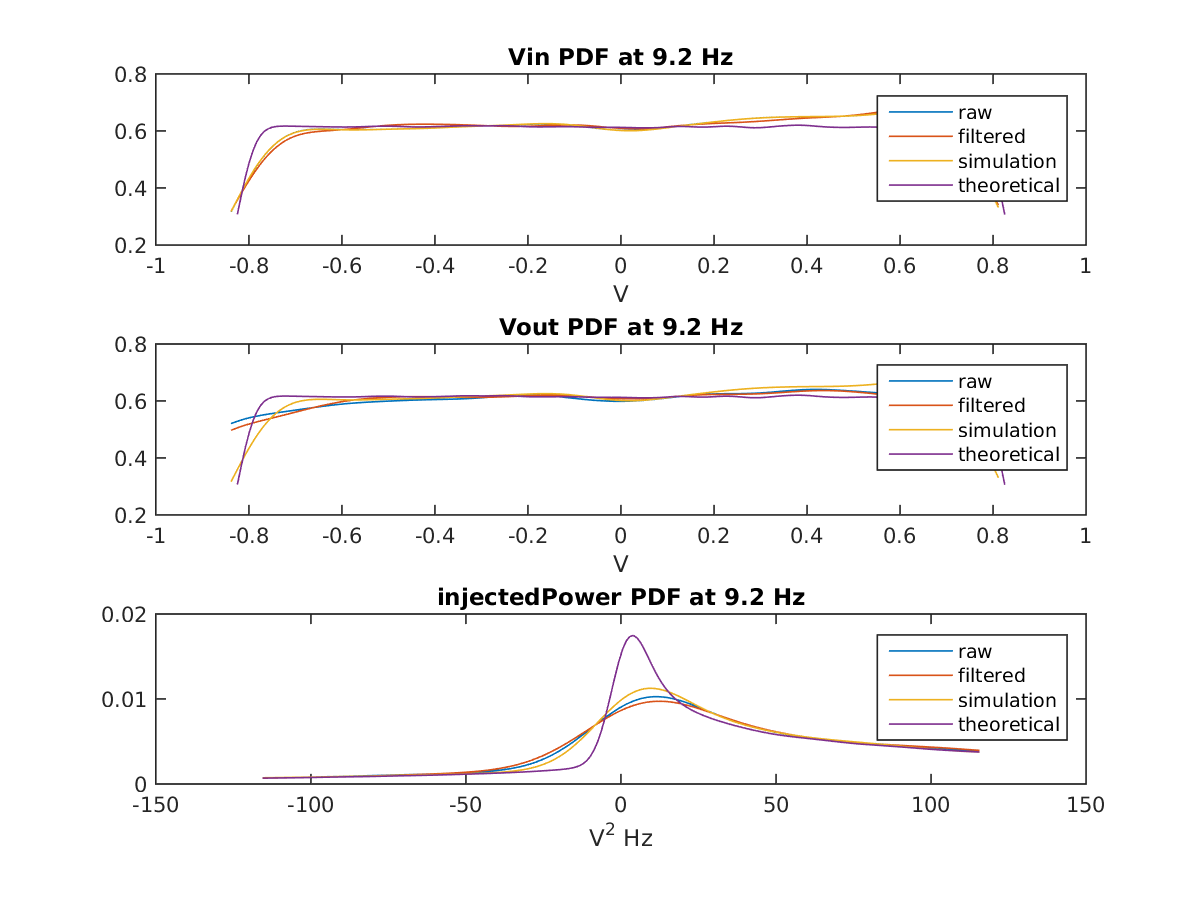 Vin PDF at 9.2 Hz
0.8
0.6
0.4
0.2
-1 -0.8 -0.6 -0.4 -0.2 0 0.2 0.4 0.6 0.8 1
V
raw
filtered
simulation
theoretical
Vout PDF at 9.2 Hz
0.8
0.6
0.4
0.2
-1 -0.8 -0.6 -0.4 -0.2 0 0.2 0.4 0.6 0.8 1
V
raw
filtered
simulation
theoretical
injectedPower PDF at 9.2 Hz
0.02
0.01
0
-150 -100 -50 0 50 100 150
V² Hz
raw
filtered
simulation
theoretical